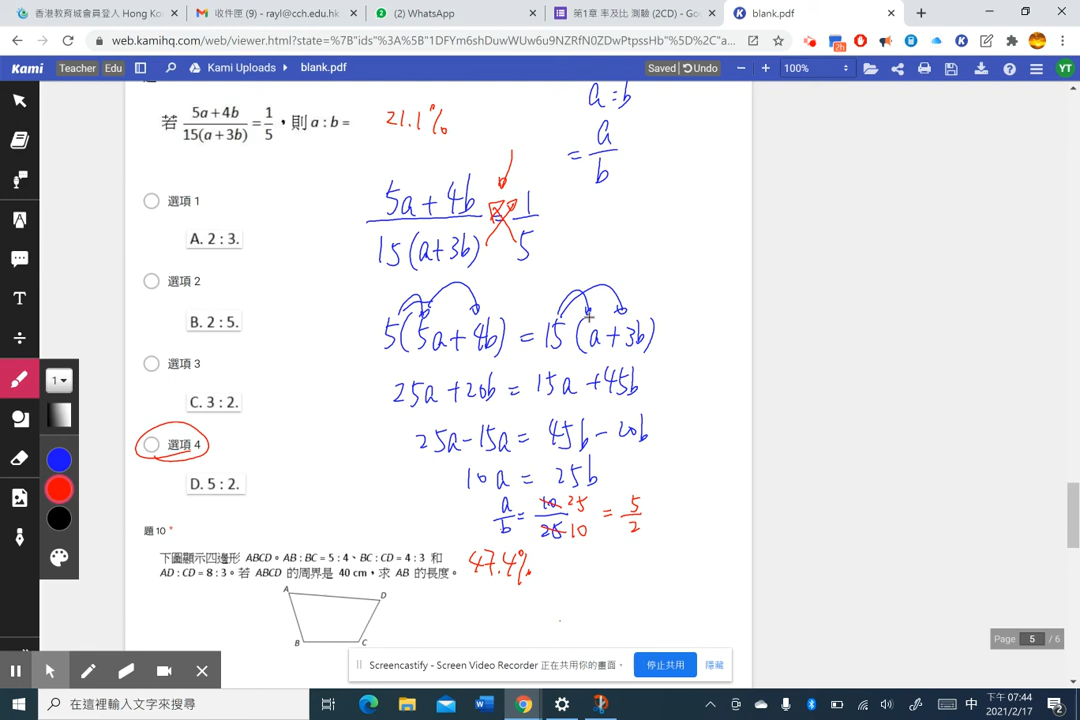 香港教育城會員登入 Hong Ko
收件匣 (9) - rayl@cch.edu.hk
(2) WhatsApp
第1章 率及比 測驗 (2CD) - Go
blank.pdf
web.kamihq.com/web/viewer.html?state=%7B"ids"%3A%5B"1DFYm6shDuwWUw6u9NZRfN0ZDwPtpssHb"%5D%2C"a...
2h
Kami
Teacher
Edu
Kami Uploads
>
blank.pdf
Saved
Undo
100%
YT
a : b
若 5a+4b / 15(a+3b) = 1/5，則 a : b =
21.1%
= a/b
選項 1
A. 2 : 3.
(5a+4b) / 15(a+3b) = 1/5
選項 2
B. 2 : 5.
5(5a+4b) = 15(a+3b)
選項 3
C. 3 : 2.
25a+20b = 15a+45b
25a-15a = 45b-20b
選項 4
D. 5 : 2.
10a = 25b
a/b = 10/25 25/10 = 5/2
題 10 *
下圖顯示四邊形 ABCD。AB : BC = 5 : 4、BC : CD = 4 : 3 和
AD : CD = 8 : 3。若 ABCD 的周界是 40 cm，求 AB 的長度。
47.4%
A
D
B
C
1
T
Page 5 / 6
Screencastify - Screen Video Recorder 正在共用你的畫面。
停止共用
隱藏
在這裡輸入文字來搜尋
中
下午 07:44
2021/2/17
2